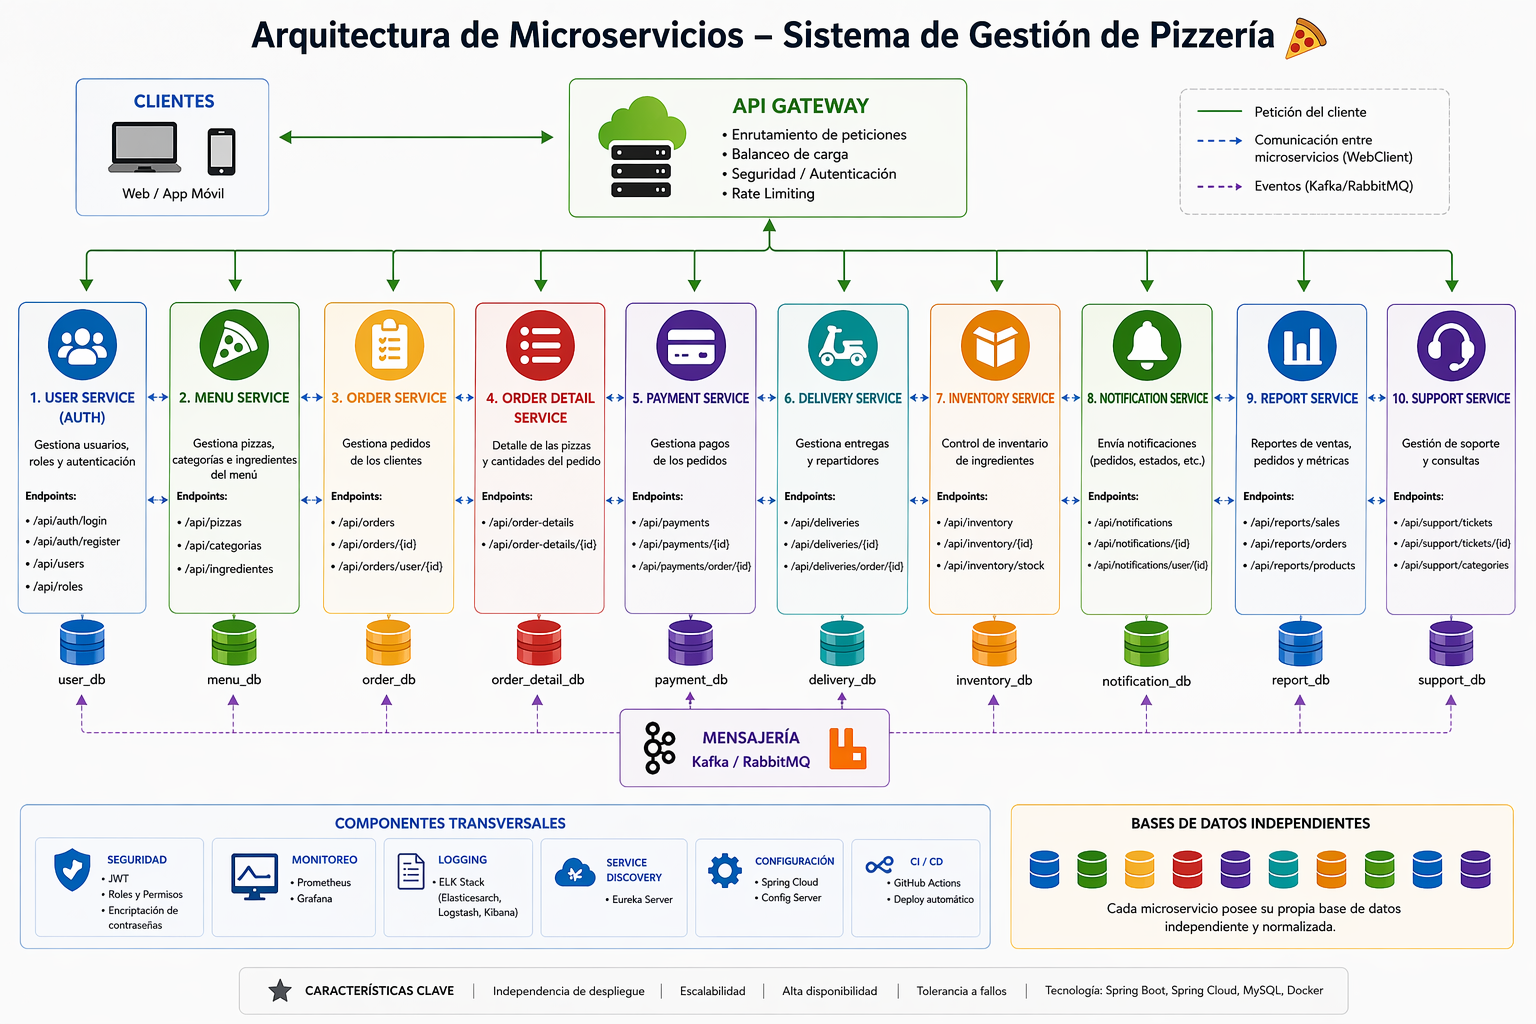 Arquitectura de Microservicios – Sistema de Gestión de Pizzería
CLIENTES
Web / App Móvil
API GATEWAY
• Enrutamiento de peticiones
• Balanceo de carga
• Seguridad / Autenticación
• Rate Limiting
Petición del cliente
Comunicación entre
microservicios (WebClient)
Eventos (Kafka/RabbitMQ)
1. USER SERVICE
(AUTH)
Gestiona usuarios,
roles y autenticación
Endpoints:
• /api/auth/login
• /api/auth/register
• /api/users
• /api/roles
user_db
2. MENU SERVICE
Gestiona pizzas,
categorías e ingredientes
del menú
Endpoints:
• /api/pizzas
• /api/categorias
• /api/ingredientes
menu_db
3. ORDER SERVICE
Gestiona pedidos
de los clientes
Endpoints:
• /api/orders
• /api/orders/{id}
• /api/orders/user/{id}
order_db
4. ORDER DETAIL
SERVICE
Detalle de las pizzas
y cantidades del pedido
Endpoints:
• /api/order-details
• /api/order-details/{id}
order_detail_db
5. PAYMENT SERVICE
Gestiona pagos
de los pedidos
Endpoints:
• /api/payments
• /api/payments/{id}
• /api/payments/order/{id}
payment_db
6. DELIVERY SERVICE
Gestiona entregas
y repartidores
Endpoints:
• /api/deliveries
• /api/deliveries/{id}
• /api/deliveries/order/{id}
delivery_db
7. INVENTORY SERVICE
Control de inventario
de ingredientes
Endpoints:
• /api/inventory
• /api/inventory/{id}
• /api/inventory/stock
inventory_db
8. NOTIFICATION SERVICE
Envía notificaciones
(pedidos, estados, etc.)
Endpoints:
• /api/notifications
• /api/notifications/{id}
• /api/notifications/user/{id}
notification_db
9. REPORT SERVICE
Reportes de ventas,
pedidos y métricas
Endpoints:
• /api/reports/sales
• /api/reports/orders
• /api/reports/products
report_db
10. SUPPORT SERVICE
Gestión de soporte
y consultas
Endpoints:
• /api/support/tickets
• /api/support/tickets/{id}
• /api/support/categories
support_db
MENSAJERÍA
Kafka / RabbitMQ
COMPONENTES TRANSVERSALES
SEGURIDAD
• JWT
• Roles y Permisos
• Encriptación de
contraseñas
MONITOREO
• Prometheus
• Grafana
LOGGING
• ELK Stack
(Elasticesarch,
Logstash, Kibana)
SERVICE
DISCOVERY
• Eureka Server
CONFIGURACIÓN
• Spring Cloud
• Config Server
CI / CD
• GitHub Actions
• Deploy automático
BASES DE DATOS INDEPENDIENTES
Cada microservicio posee su propia base de datos
independiente y normalizada.
CARACTERÍSTICAS CLAVE | Independencia de despliegue | Escalabilidad | Alta disponibilidad | Tolerancia a fallos | Tecnología: Spring Boot, Spring Cloud, MySQL, Docker